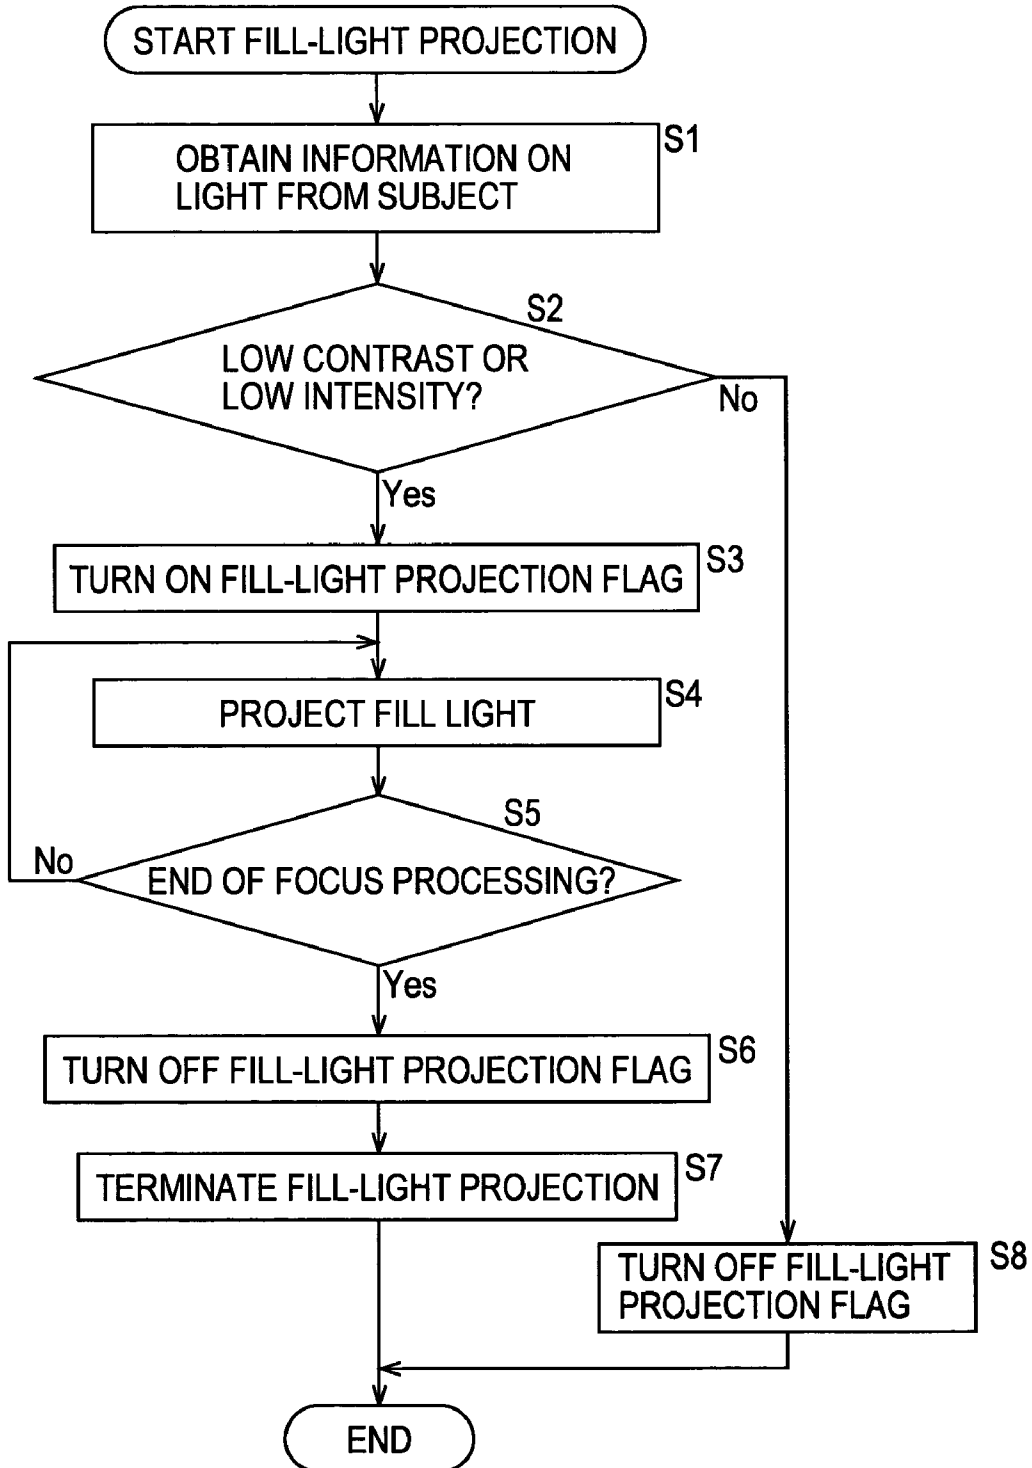 START FILL-LIGHT PROJECTION
S1
OBTAIN INFORMATION ON
LIGHT FROM SUBJECT
S2
LOW CONTRAST OR
LOW INTENSITY?
No
Yes
S3
TURN ON FILL-LIGHT PROJECTION FLAG
S4
PROJECT FILL LIGHT
S5
No
END OF FOCUS PROCESSING?
Yes
S6
TURN OFF FILL-LIGHT PROJECTION FLAG
S7
TERMINATE FILL-LIGHT PROJECTION
S8
TURN OFF FILL-LIGHT
PROJECTION FLAG
END